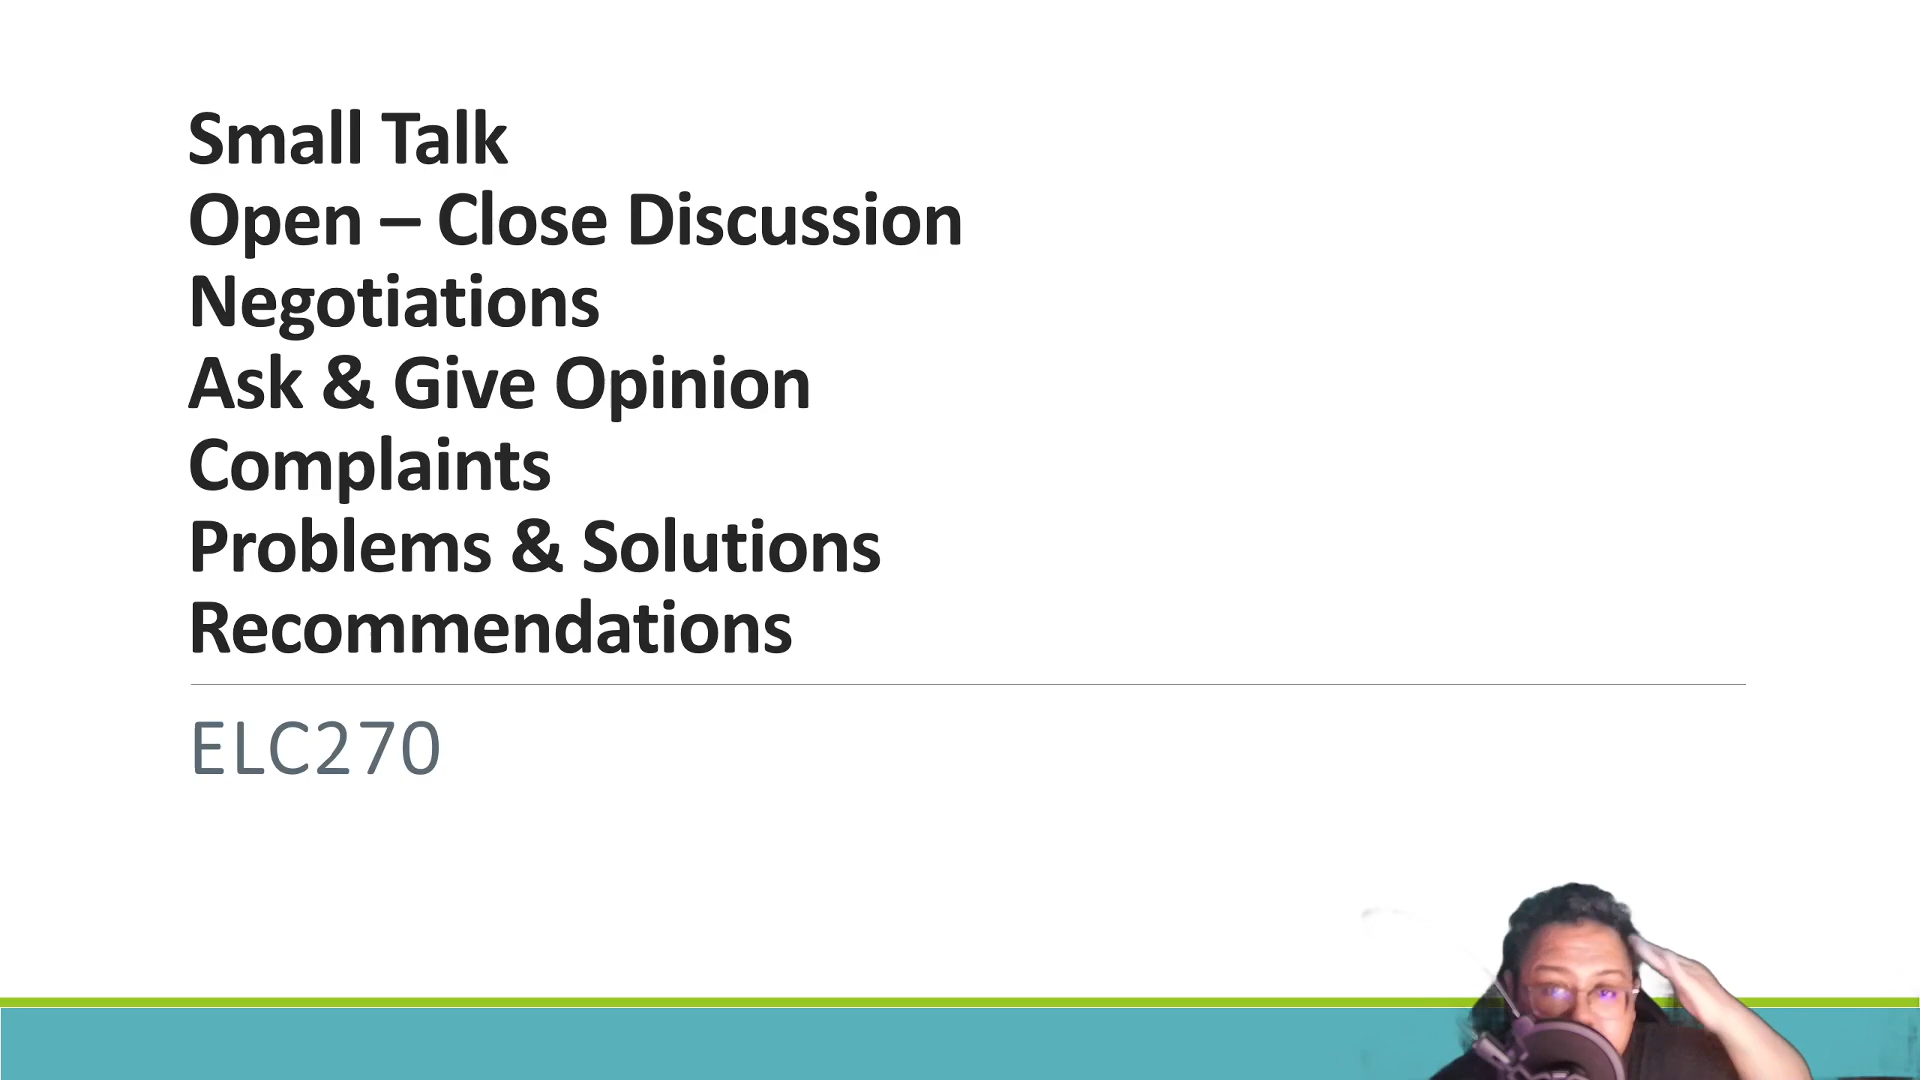 Small Talk
Open – Close Discussion
Negotiations
Ask & Give Opinion
Complaints
Problems & Solutions
Recommendations
ELC270